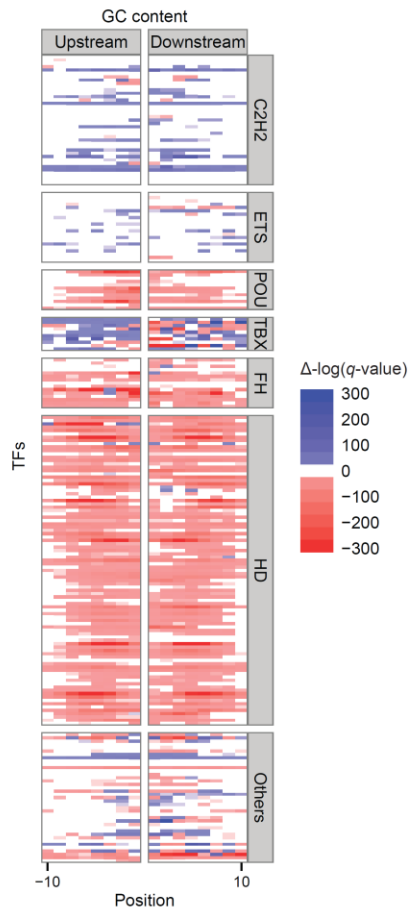 GC content
Upstream Downstream
C2H2
ETS
POU
TBX
FH
HD
Others
TFs
Δ-log(q-value)
300
200
100
0
−100
−200
−300
−10 10
Position